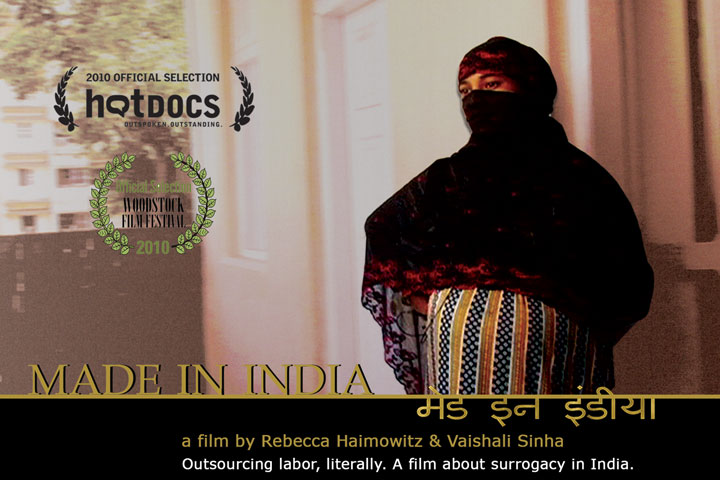 2010 OFFICIAL SELECTION
hotDOCS
OUTSPOKEN.OUTSTANDING.
Official Selection
WOODSTOCK
FILM FESTIVAL
2010
MADE IN INDIA
मेड इन इंडीया
a film by Rebecca Haimowitz & Vaishali Sinha
Outsourcing labor, literally. A film about surrogacy in India.